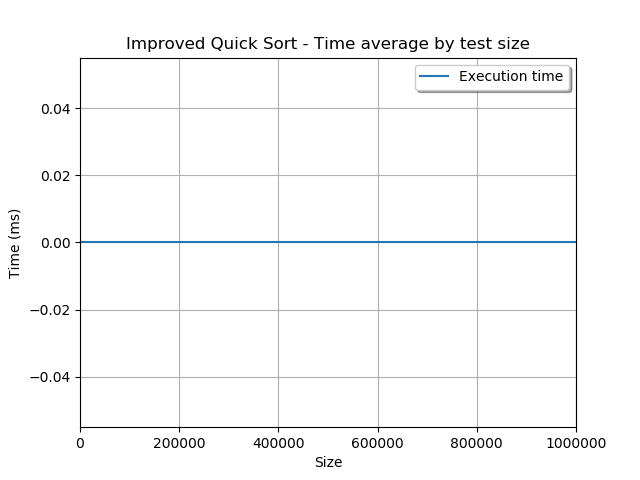 Improved Quick Sort - Time average by test size
Execution time
0.04
0.02
0.00
−0.02
−0.04
Time (ms)
0 200000 400000 600000 800000 1000000
Size